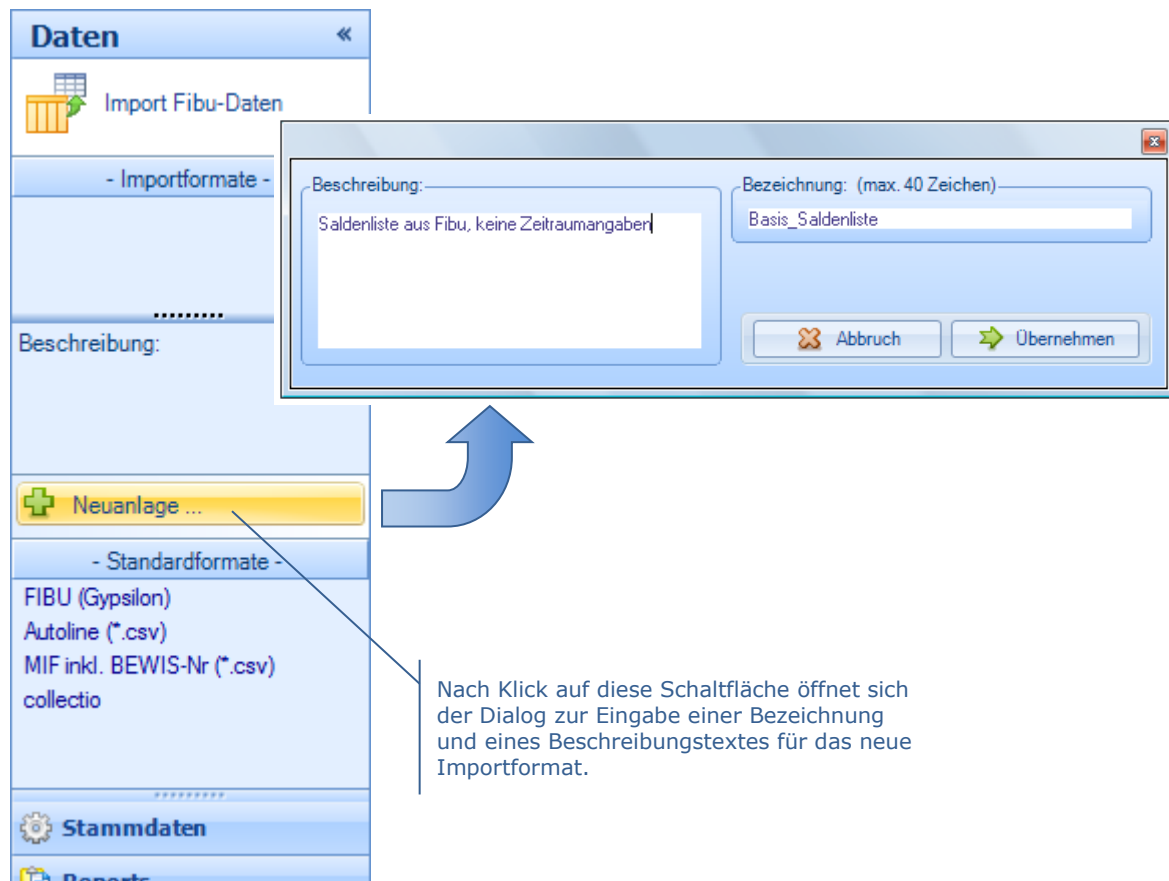 Daten «
Import Fibu-Daten
- Importformate -
Beschreibung:
Saldenliste aus Fibu, keine Zeitraumangaben
Bezeichnung: (max. 40 Zeichen)
Basis_Saldenliste
Abbruch
Übernehmen
Beschreibung:
Neuanlage ...
- Standardformate -
FIBU (Gypsilon)
Autoline (*.csv)
MIF inkl. BEWIS-Nr (*.csv)
collectio
Nach Klick auf diese Schaltfläche öffnet sich
der Dialog zur Eingabe einer Bezeichnung
und eines Beschreibungstextes für das neue
Importformat.
Stammdaten
Reports